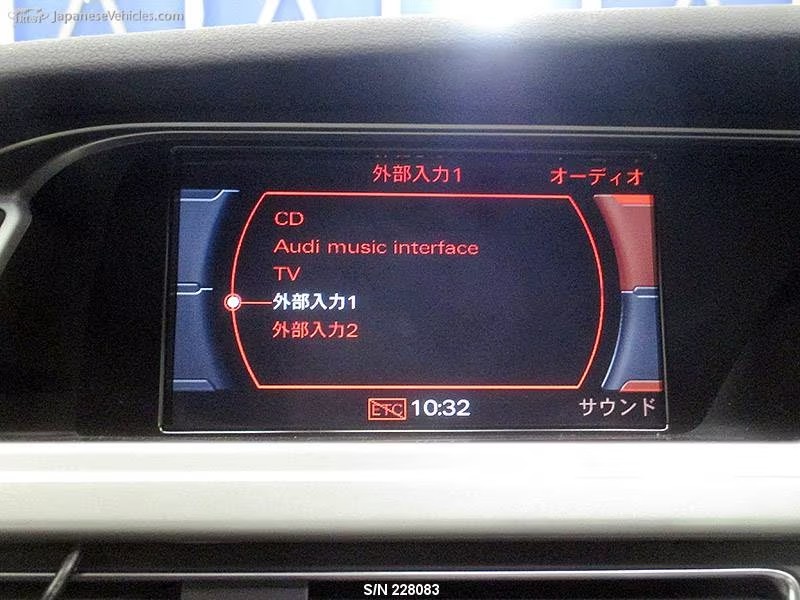 JapaneseVehicles.com
外部入力1
オーディオ
CD
Audi music interface
TV
外部入力1
外部入力2
ETC 10:32
サウンド
S/N 228083